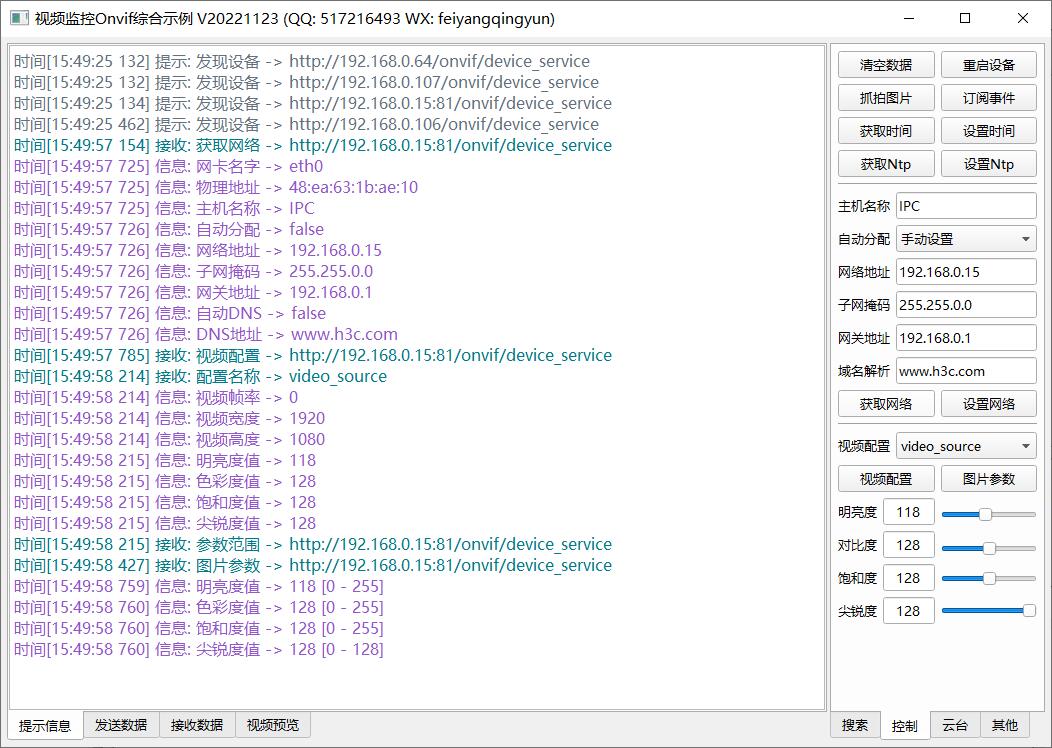 视频监控Onvif综合示例 V20221123 (QQ: 517216493 WX: feiyangqingyun)
时间[15:49:25 132] 提示: 发现设备 -> http://192.168.0.64/onvif/device_service
时间[15:49:25 132] 提示: 发现设备 -> http://192.168.0.107/onvif/device_service
时间[15:49:25 134] 提示: 发现设备 -> http://192.168.0.15:81/onvif/device_service
时间[15:49:25 462] 提示: 发现设备 -> http://192.168.0.106/onvif/device_service
时间[15:49:57 154] 接收: 获取网络 -> http://192.168.0.15:81/onvif/device_service
时间[15:49:57 725] 信息: 网卡名字 -> eth0
时间[15:49:57 725] 信息: 物理地址 -> 48:ea:63:1b:ae:10
时间[15:49:57 725] 信息: 主机名称 -> IPC
时间[15:49:57 726] 信息: 自动分配 -> false
时间[15:49:57 726] 信息: 网络地址 -> 192.168.0.15
时间[15:49:57 726] 信息: 子网掩码 -> 255.255.0.0
时间[15:49:57 726] 信息: 网关地址 -> 192.168.0.1
时间[15:49:57 726] 信息: 自动DNS -> false
时间[15:49:57 726] 信息: DNS地址 -> www.h3c.com
时间[15:49:57 785] 接收: 视频配置 -> http://192.168.0.15:81/onvif/device_service
时间[15:49:58 214] 接收: 配置名称 -> video_source
时间[15:49:58 214] 信息: 视频帧率 -> 0
时间[15:49:58 214] 信息: 视频宽度 -> 1920
时间[15:49:58 214] 信息: 视频高度 -> 1080
时间[15:49:58 215] 信息: 明亮度值 -> 118
时间[15:49:58 215] 信息: 色彩度值 -> 128
时间[15:49:58 215] 信息: 饱和度值 -> 128
时间[15:49:58 215] 信息: 尖锐度值 -> 128
时间[15:49:58 215] 接收: 参数范围 -> http://192.168.0.15:81/onvif/device_service
时间[15:49:58 427] 接收: 图片参数 -> http://192.168.0.15:81/onvif/device_service
时间[15:49:58 759] 信息: 明亮度值 -> 118 [0 - 255]
时间[15:49:58 760] 信息: 色彩度值 -> 128 [0 - 255]
时间[15:49:58 760] 信息: 饱和度值 -> 128 [0 - 255]
时间[15:49:58 760] 信息: 尖锐度值 -> 128 [0 - 128]
提示信息 发送数据 接收数据 视频预览
清空数据 重启设备
抓拍图片 订阅事件
获取时间 设置时间
获取Ntp 设置Ntp
主机名称 IPC
自动分配 手动设置
网络地址 192.168.0.15
子网掩码 255.255.0.0
网关地址 192.168.0.1
域名解析 www.h3c.com
获取网络 设置网络
视频配置 video_source
视频配置 图片参数
明亮度 118
对比度 128
饱和度 128
尖锐度 128
搜索 控制 云台 其他